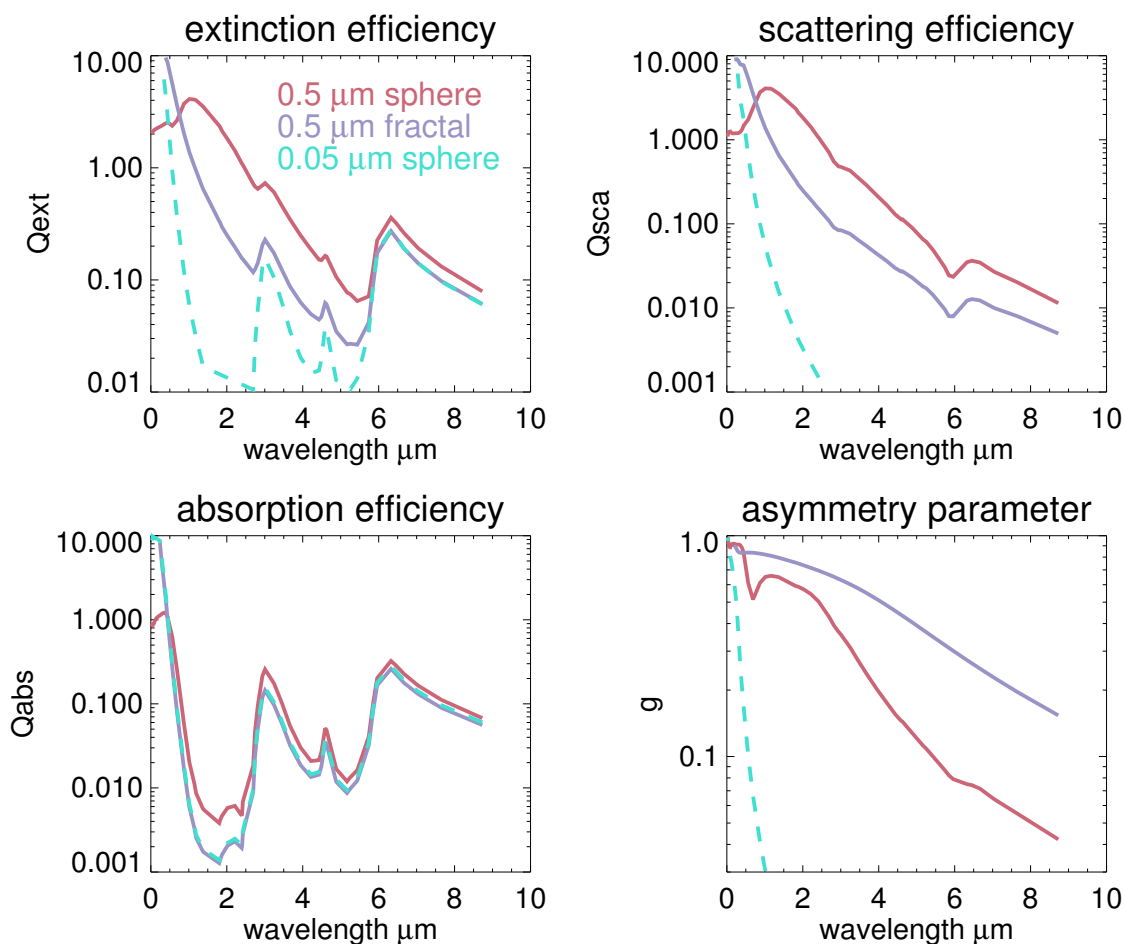 extinction efficiency
10.00
1.00
0.10
0.01
Qext
0.5 μm sphere
0.5 μm fractal
0.05 μm sphere
0 2 4 6 8 10
wavelength μm
scattering efficiency
10.000
1.000
0.100
0.010
0.001
Qsca
0 2 4 6 8 10
wavelength μm
absorption efficiency
10.000
1.000
0.100
0.010
0.001
Qabs
0 2 4 6 8 10
wavelength μm
asymmetry parameter
1.0
0.1
g
0 2 4 6 8 10
wavelength μm